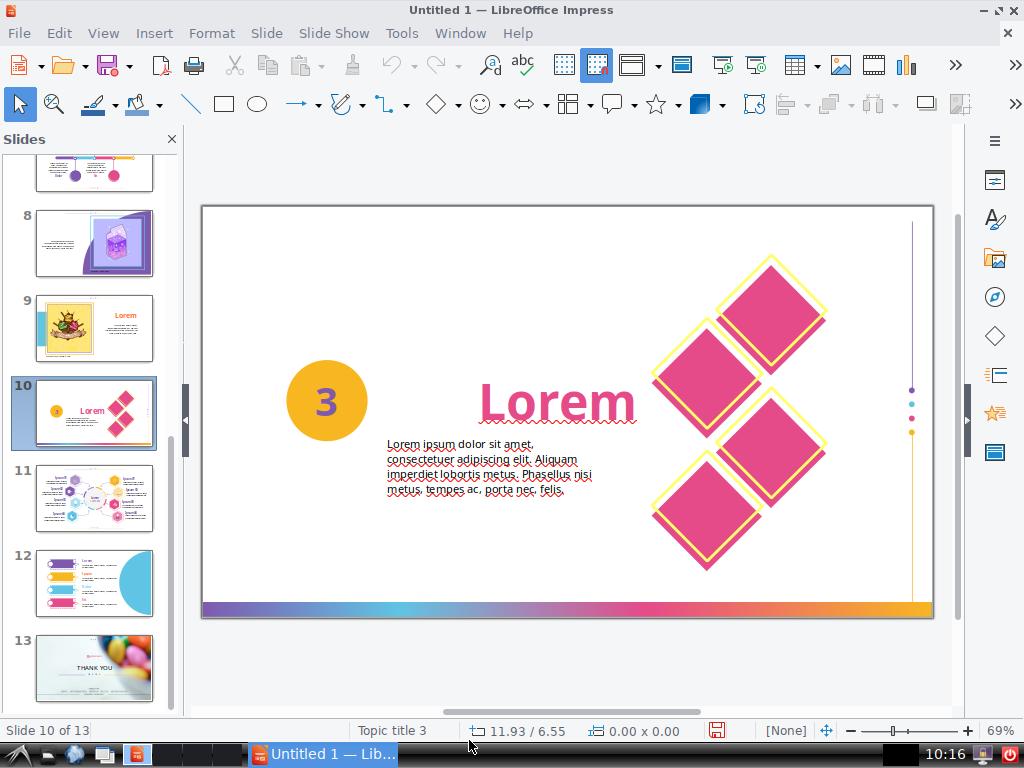 Untitled 1 — LibreOffice Impress
File Edit View Insert Format Slide Slide Show Tools Window Help
abc
Slides
8
9
Lorem
10
3
Lorem
11
12
13
THANK YOU
3
Lorem
Lorem ipsum dolor sit amet,
consectetuer adipiscing elit. Aliquam
imperdiet lobortis metus. Phasellus nisi
metus, tempes ac, porta nec, felis.
Slide 10 of 13
Topic title 3
11.93 / 6.55
0.00 x 0.00
[None]
69%
Untitled 1 — Lib...
10:16